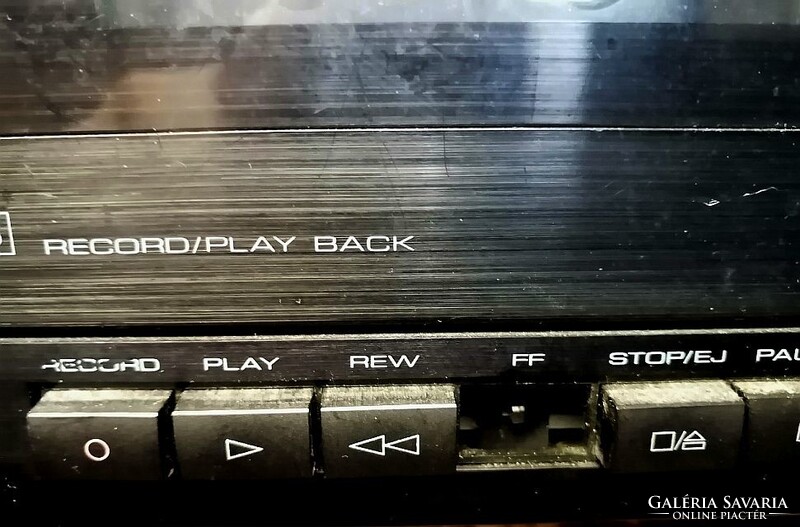 RECORD/PLAY BACK
RECORD PLAY REW FF STOP/EJ
GALÉRIA SAVARIA
ONLINE PIACTÉR